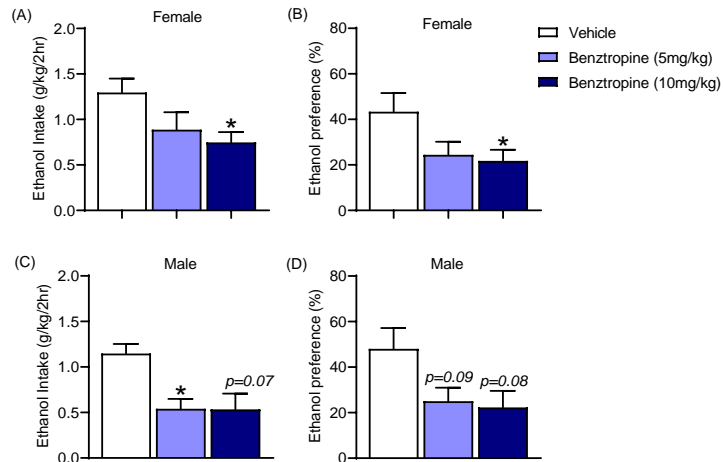 (A)
Female
Ethanol Intake (g/kg/2hr)
2.0
1.5
1.0
0.5
0.0
*
(B)
Female
Ethanol preference (%)
80
60
40
20
0
*
Vehicle
Benztropine (5mg/kg)
Benztropine (10mg/kg)
(C)
Male
Ethanol Intake (g/kg/2hr)
2.0
1.5
1.0
0.5
0.0
*
p=0.07
(D)
Male
Ethanol preference (%)
80
60
40
20
0
p=0.09
p=0.08